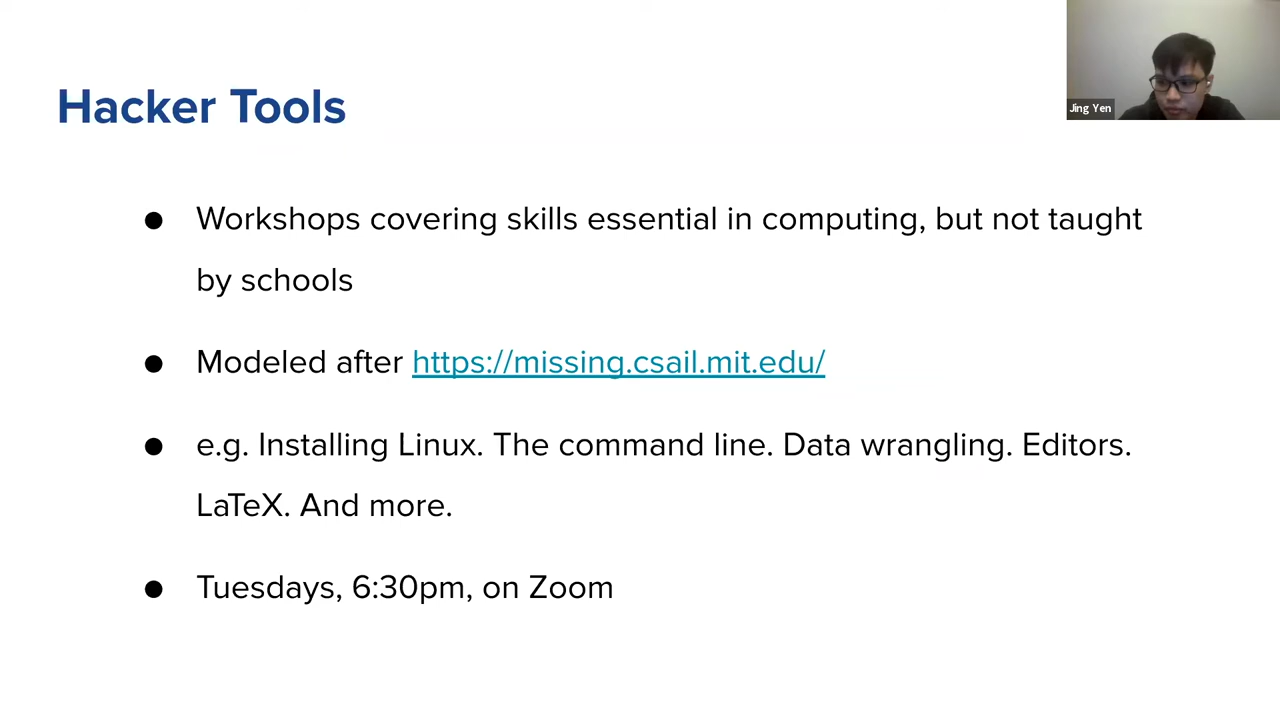 Hacker Tools
Jing Yen
● Workshops covering skills essential in computing, but not taught
by schools
● Modeled after https://missing.csail.mit.edu/
● e.g. Installing Linux. The command line. Data wrangling. Editors.
LaTeX. And more.
● Tuesdays, 6:30pm, on Zoom